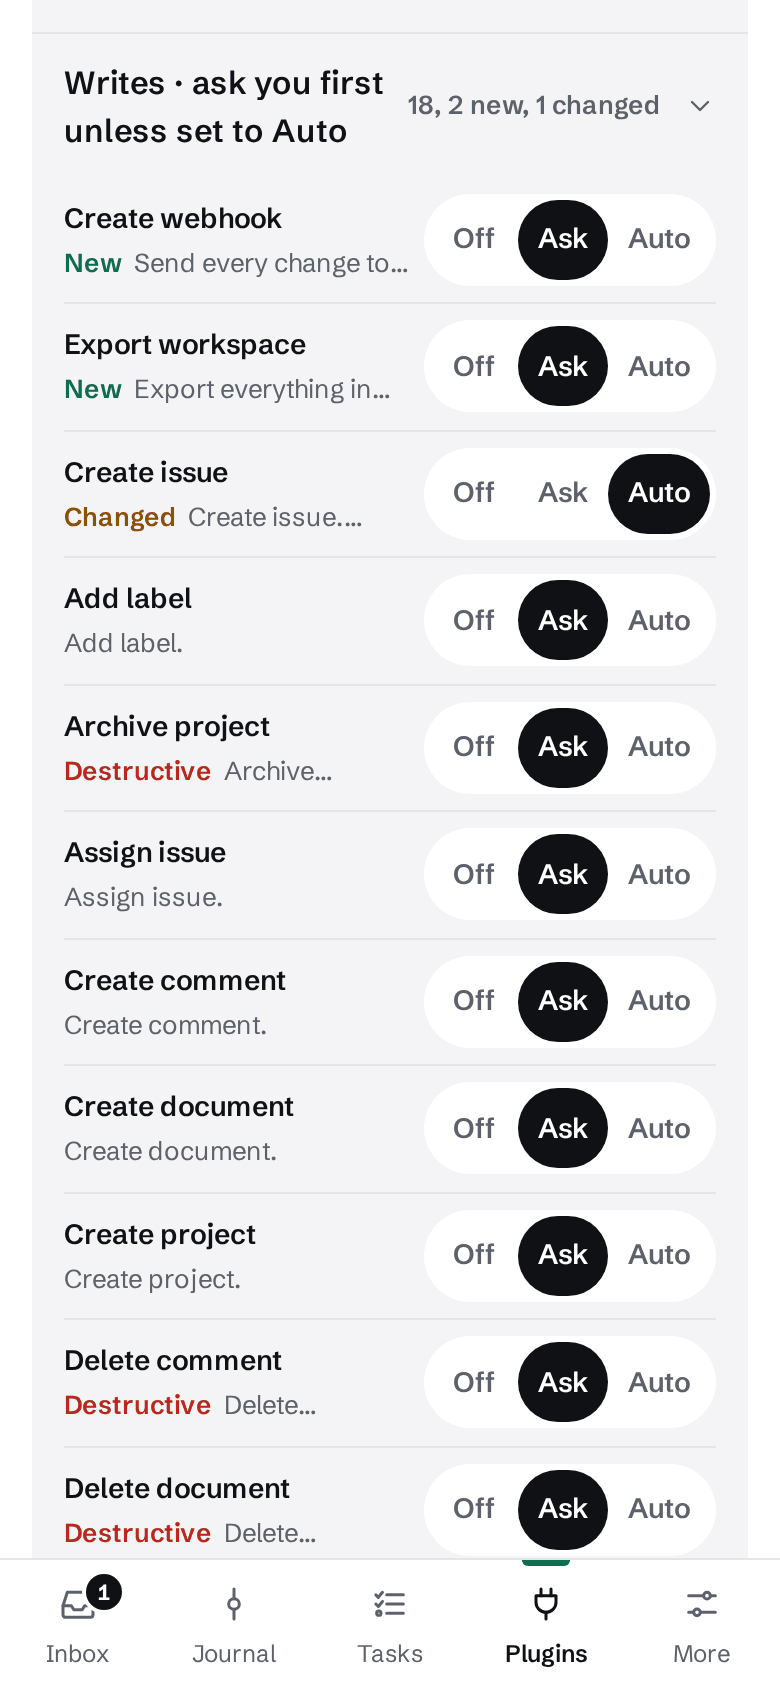 Writes · ask you first
unless set to Auto
18, 2 new, 1 changed
Create webhook
New Send every change to...
Off Ask Auto
Export workspace
New Export everything in...
Off Ask Auto
Create issue
Changed Create issue....
Off Ask Auto
Add label
Add label.
Off Ask Auto
Archive project
Destructive Archive...
Off Ask Auto
Assign issue
Assign issue.
Off Ask Auto
Create comment
Create comment.
Off Ask Auto
Create document
Create document.
Off Ask Auto
Create project
Create project.
Off Ask Auto
Delete comment
Destructive Delete...
Off Ask Auto
Delete document
Destructive Delete...
Off Ask Auto
1
Inbox Journal Tasks Plugins More